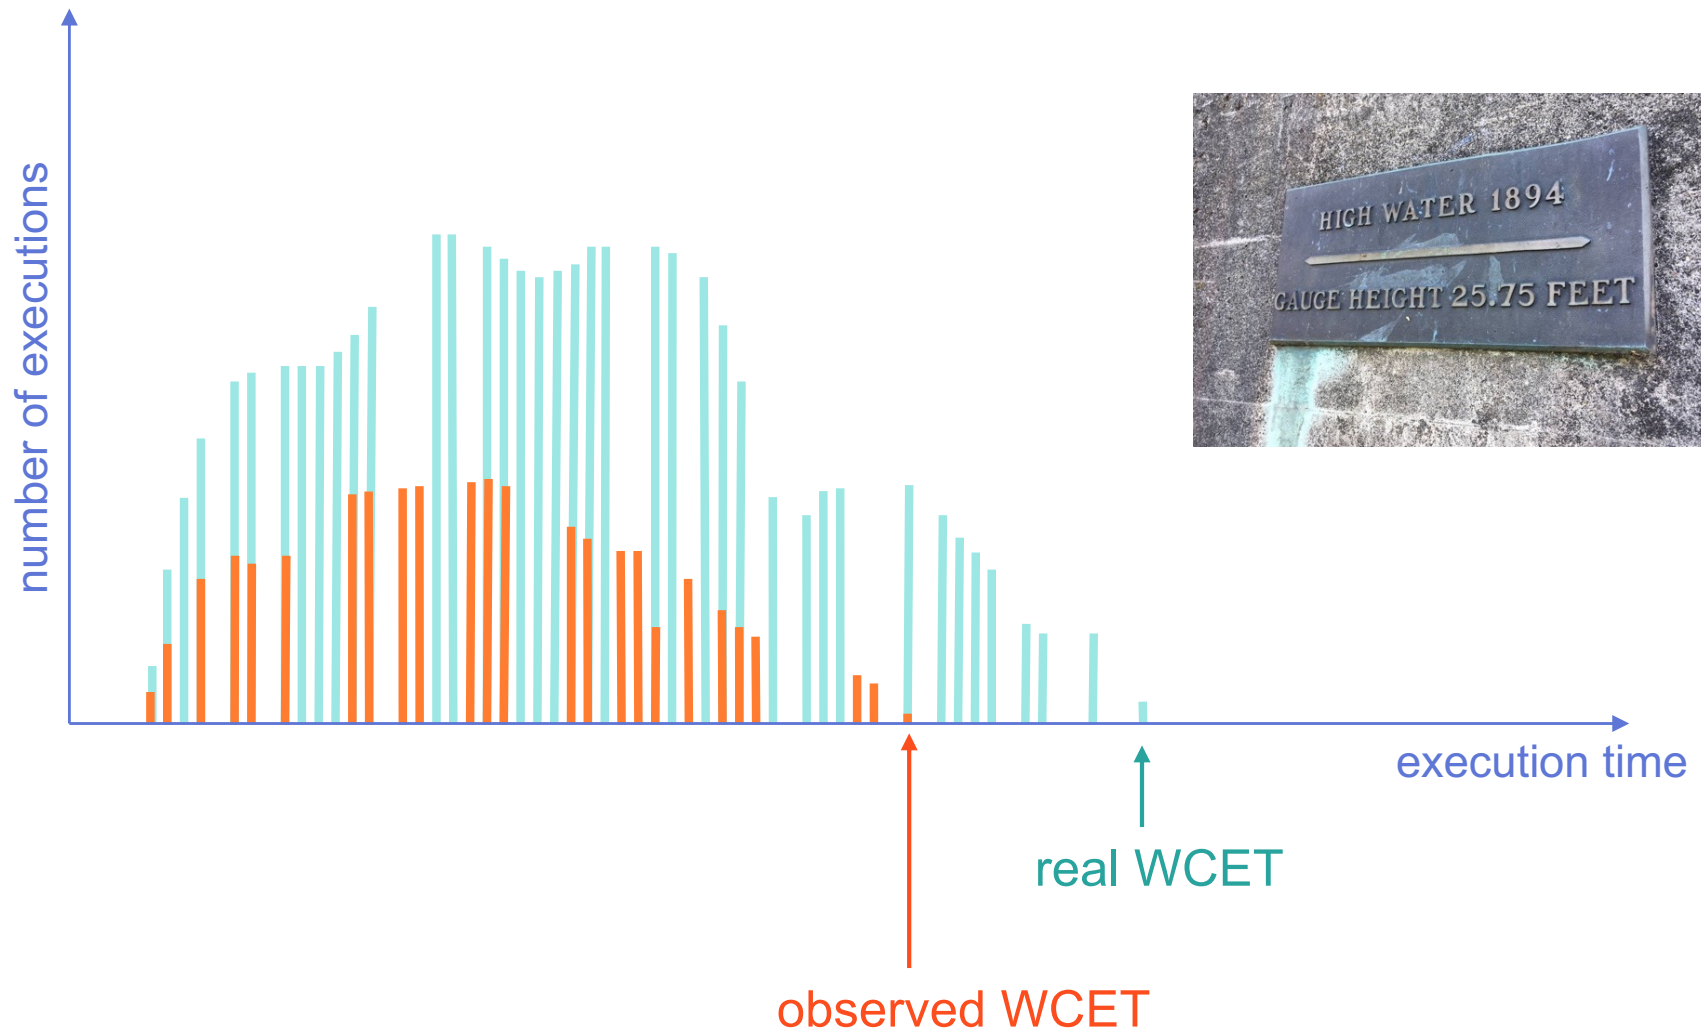 number of executions
HIGH WATER 1894
GAUGE HEIGHT 25.75 FEET
execution time
real WCET
observed WCET